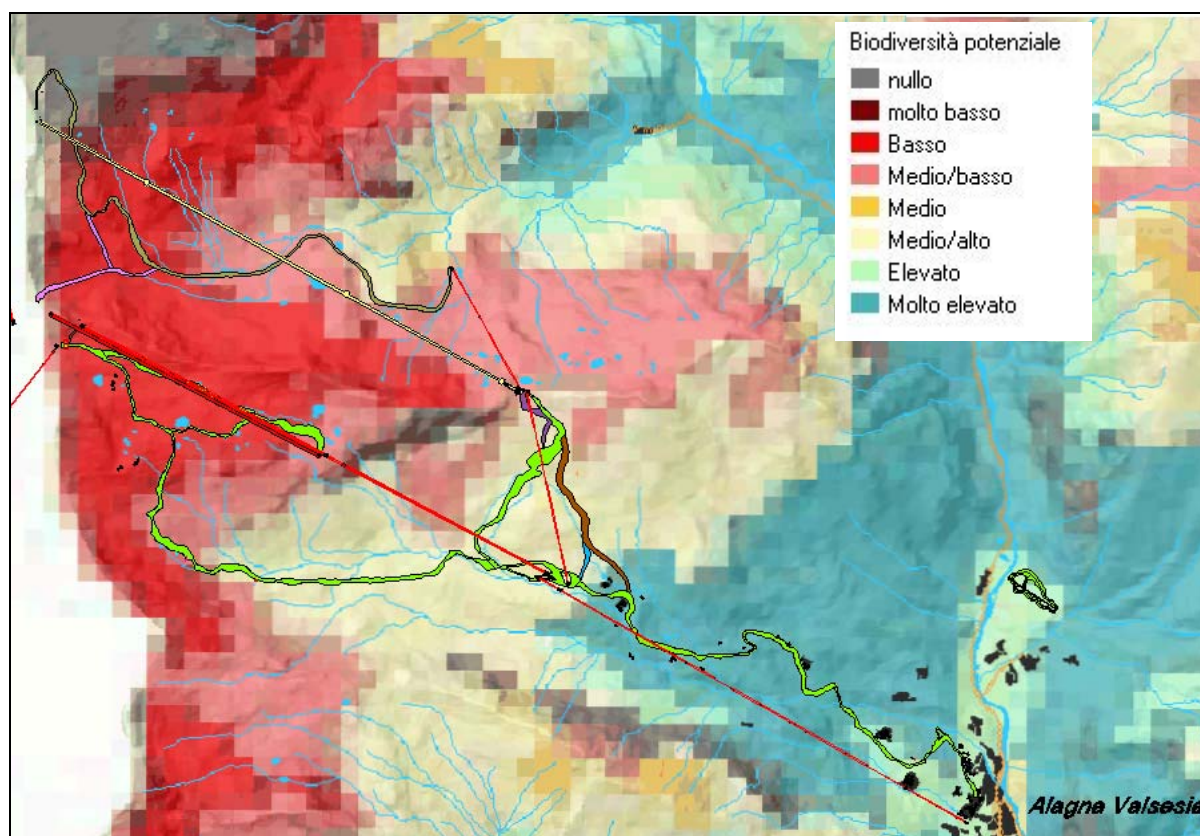 Biodiversità potenziale
nullo
molto basso
Basso
Medio/basso
Medio
Medio/alto
Elevato
Molto elevato
Alagna Valsesia